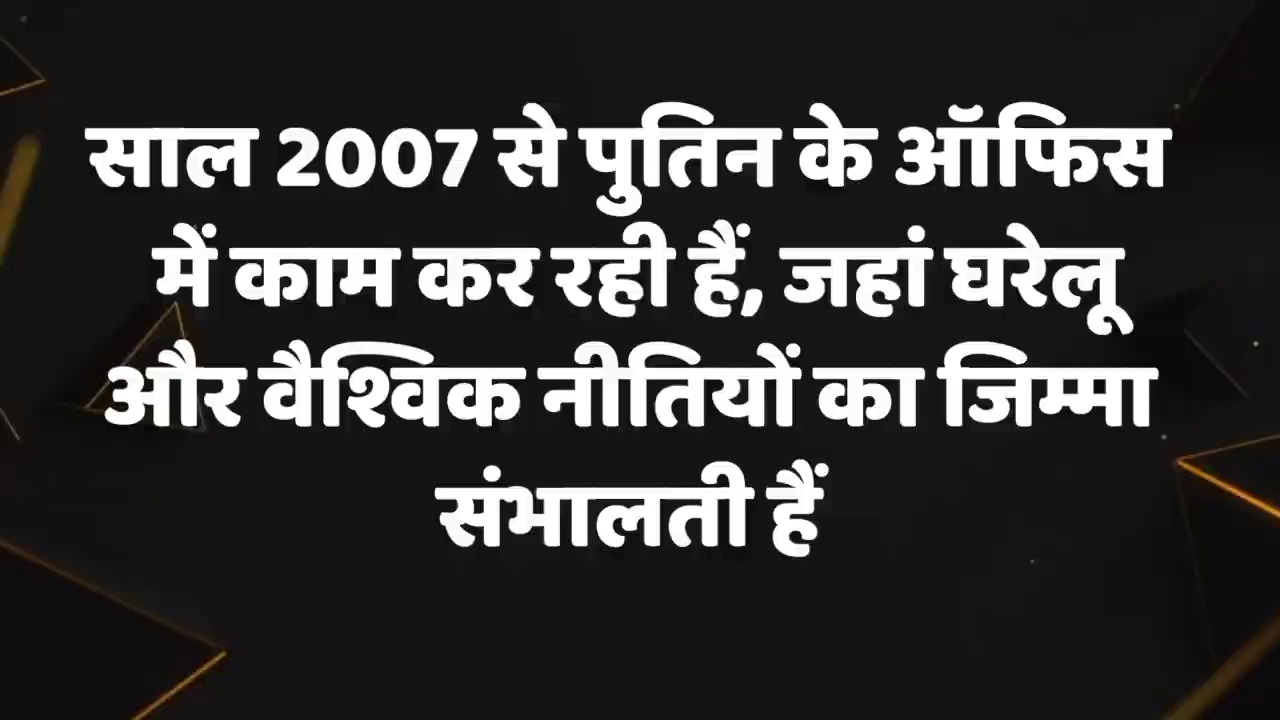 साल 2007 से पुतिन के ऑफिस
में काम कर रही हैं, जहां घरेलू
और वैश्विक नीतियों का जिम्मा
संभालती हैं